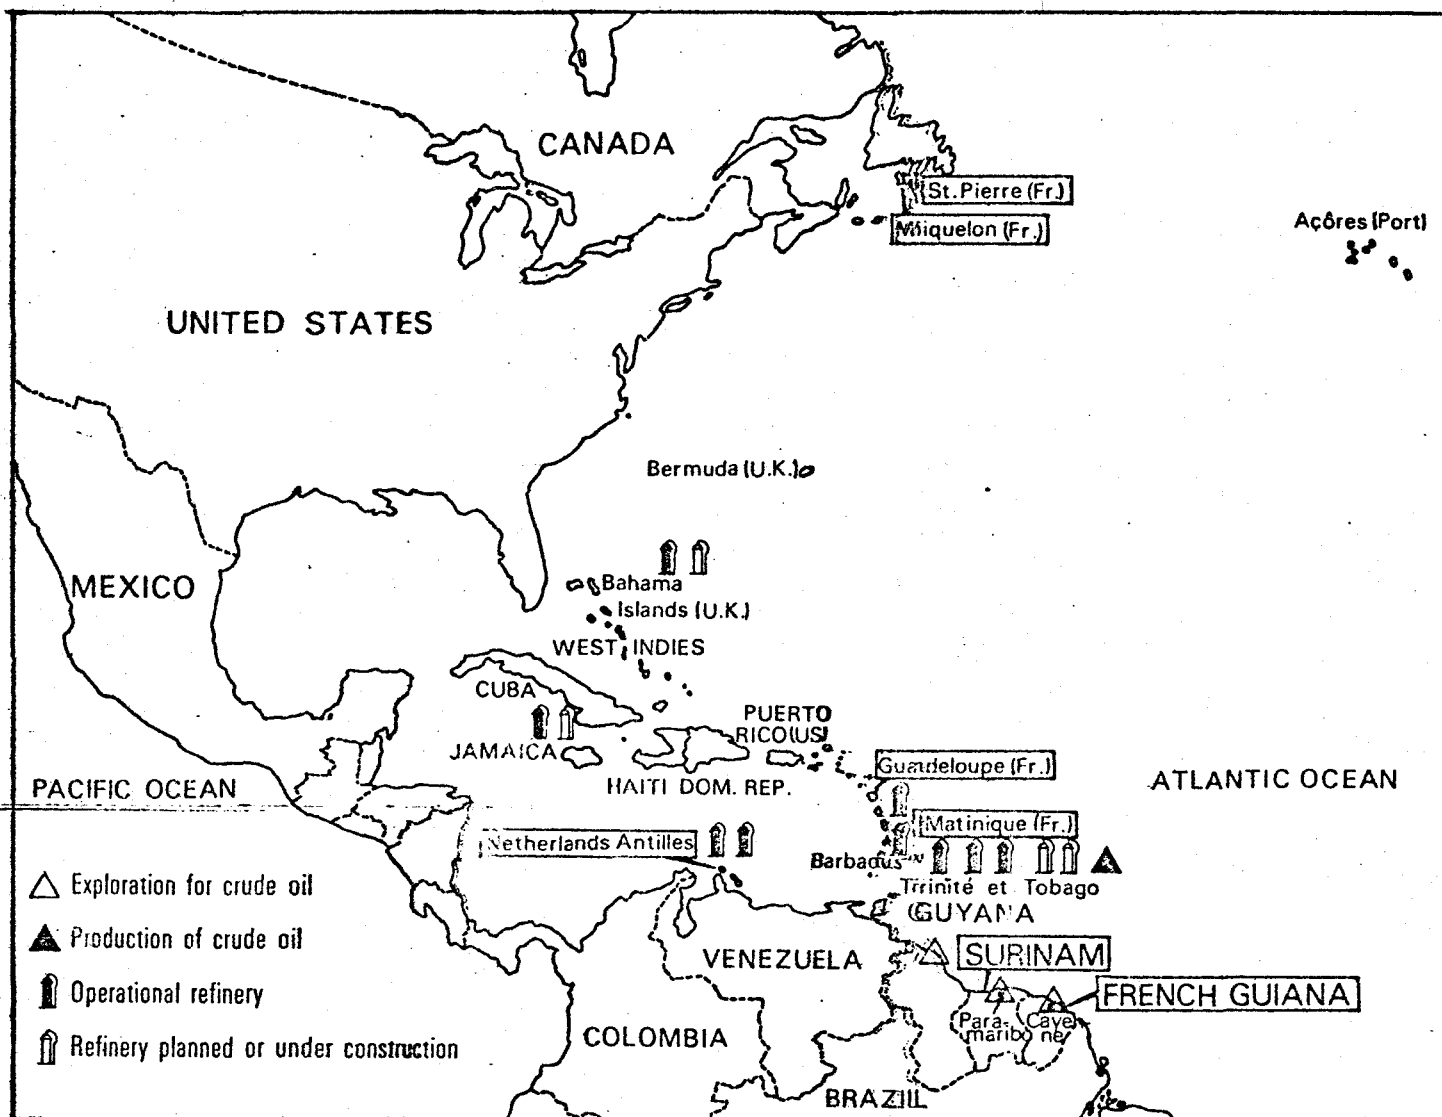 CANADA
St. Pierre (Fr.)
Miquelon (Fr.)
Açôres (Port)
UNITED STATES
Bermuda (U.K.)
MEXICO
Bahama
Islands (U.K.)
WEST INDIES
CUBA
PUERTO
RICO (US)
JAMAICA
HAITI DOM. REP.
Guadeloupe (Fr.)
PACIFIC OCEAN
ATLANTIC OCEAN
Matinique (Fr.)
Netherlands Antilles
Barbados
Trinité et Tobago
GUYANA
VENEZUELA
SURINAM
FRENCH GUIANA
Para-
maribo
Caye
ne
COLOMBIA
BRAZIL
Exploration for crude oil
Production of crude oil
Operational refinery
Refinery planned or under construction